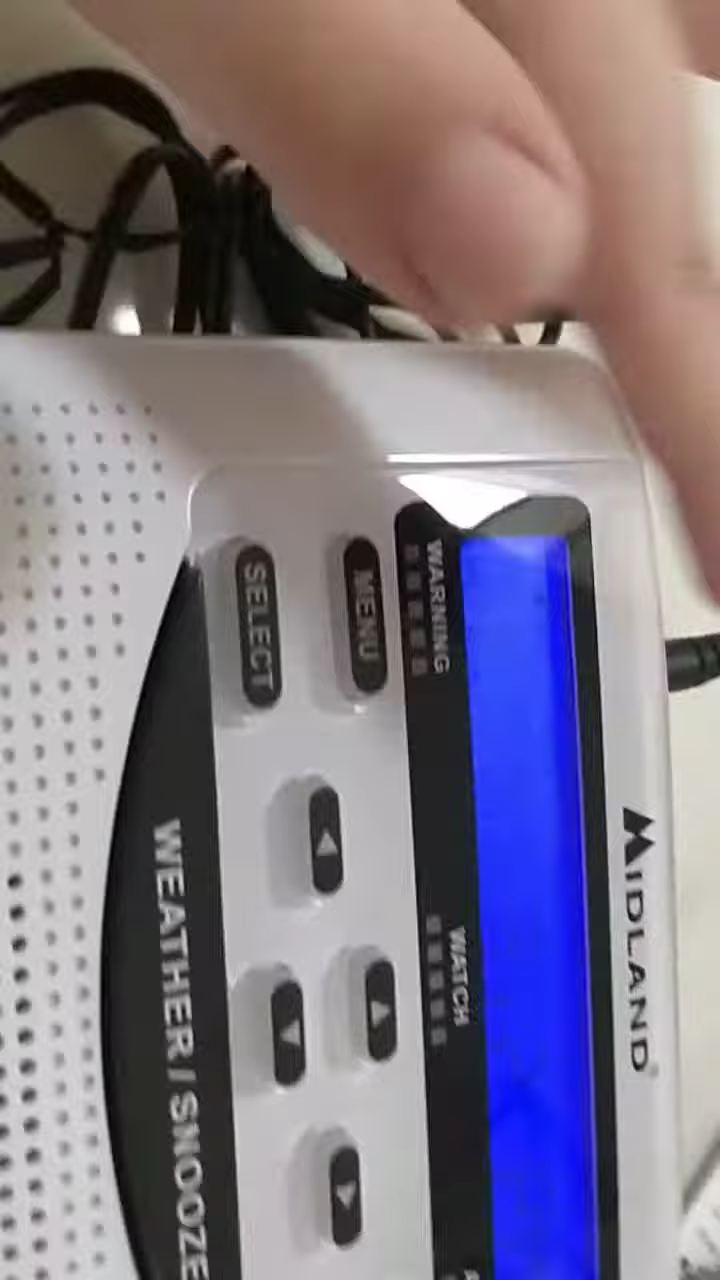 MIDLAND
WARNING
WATCH
MENU
SELECT
WEATHER / SNOOZE